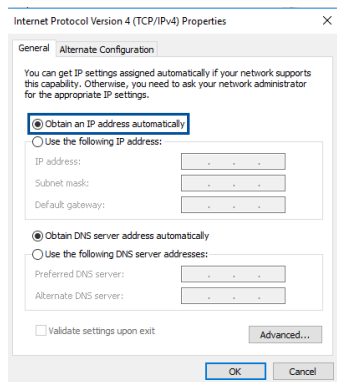 Internet Protocol Version 4 (TCP/IPv4) Properties
General Alternate Configuration
You can get IP settings assigned automatically if your network supports
this capability. Otherwise, you need to ask your network administrator
for the appropriate IP settings.
Obtain an IP address automatically
Use the following IP address:
IP address:
Subnet mask:
Default gateway:
Obtain DNS server address automatically
Use the following DNS server addresses:
Preferred DNS server:
Alternate DNS server:
Validate settings upon exit
Advanced...
OK Cancel